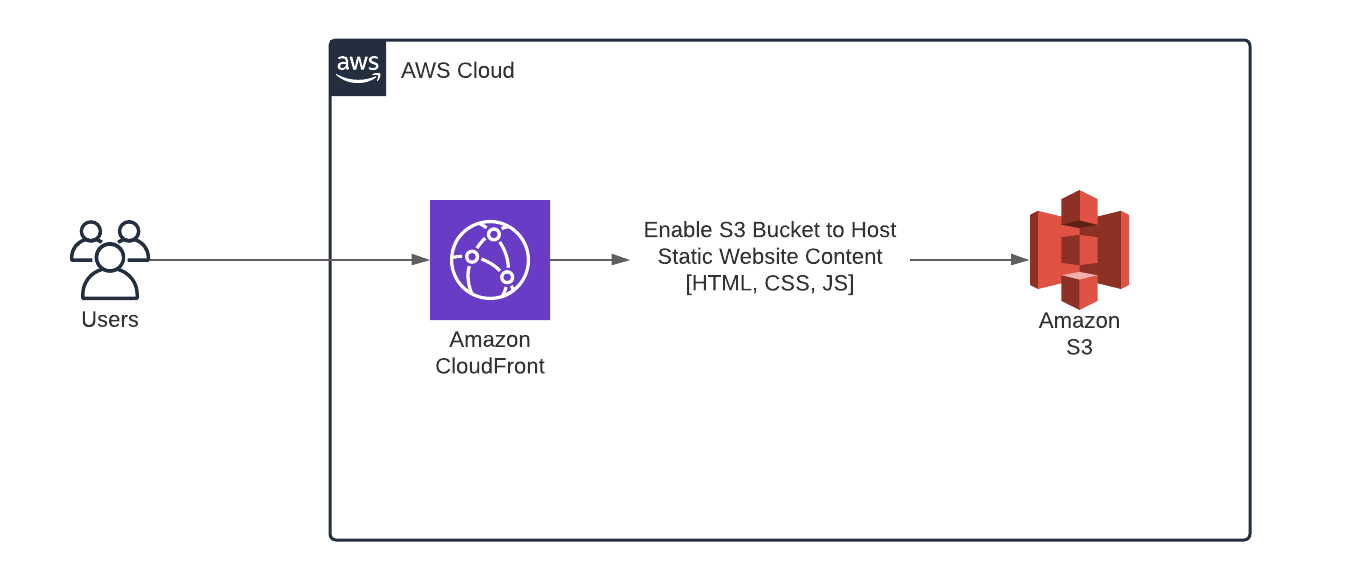 aws
AWS Cloud
Users
Amazon
CloudFront
Enable S3 Bucket to Host
Static Website Content
[HTML, CSS, JS]
Amazon
S3